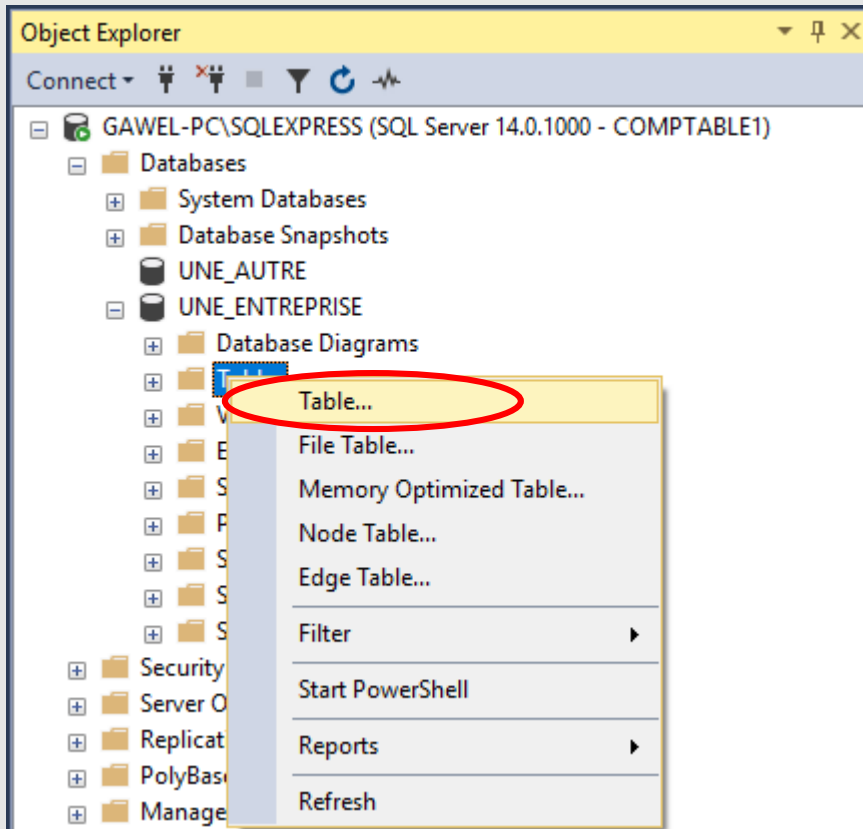 Object Explorer
Connect
GAWEL-PC\SQLEXPRESS (SQL Server 14.0.1000 - COMPTABLE1)
Databases
System Databases
Database Snapshots
UNE_AUTRE
UNE_ENTREPRISE
Database Diagrams
Table...
File Table...
Memory Optimized Table...
Node Table...
Edge Table...
Filter
Start PowerShell
Reports
Refresh
Security
Server O
Replicat
PolyBas
Manage